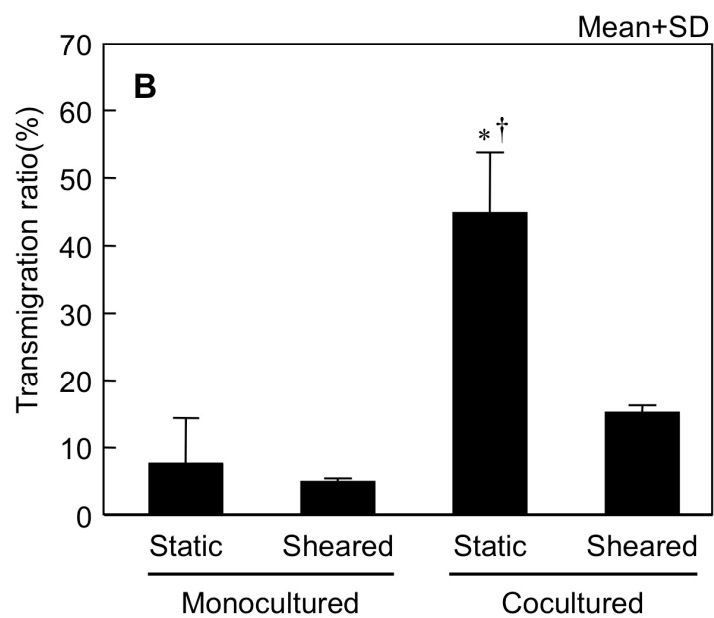 Mean+SD
B
Transmigration ratio(%)
70
60
50
40
30
20
10
0
*†
Static Sheared Static Sheared
Monocultured Cocultured